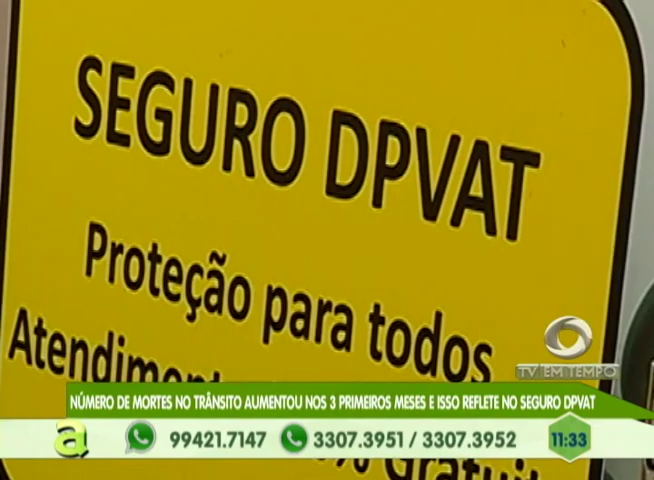 SEGURO DPVAT
Proteção para todos
TV EM TEMPO
NÚMERO DE MORTES NO TRÂNSITO AUMENTOU NOS 3 PRIMEIROS MESES E ISSO REFLETE NO SEGURO DPVAT
a 99421.7147 3307.3951 / 3307.3952 11:33